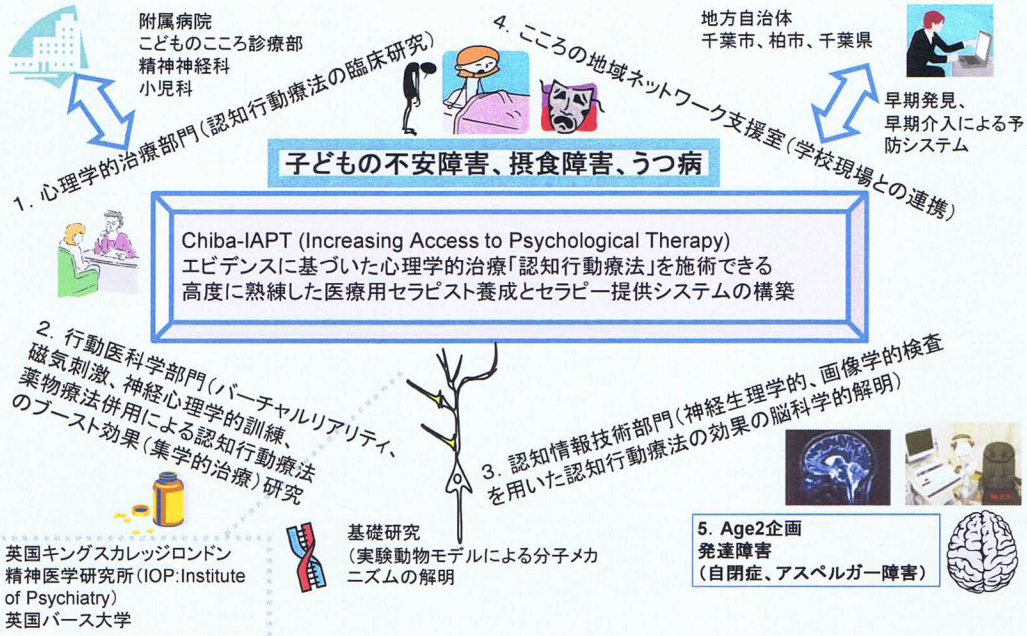 附属病院
こどものこころ診療部
精神神経科
小児科
1. 心理学的治療部門(認知行動療法の臨床研究)
4. こころの地域ネットワーク支援室(学校現場との連携)
地方自治体
千葉市、柏市、千葉県
早期発見、
早期介入による予
防システム
子どもの不安障害、摂食障害、うつ病
Chiba-IAPT (Increasing Access to Psychological Therapy)
エビデンスに基づいた心理学的治療「認知行動療法」を施術できる
高度に熟練した医療用セラピスト養成とセラピー提供システムの構築
2. 行動医科学部門(バーチャルリアリティ、
磁気刺激、神経心理学的訓練、
薬物療法併用による認知行動療法
のブースト効果(集学的治療)研究
3. 認知情報技術部門(神経生理学的、画像学的検査
を用いた認知行動療法の効果の脳科学的解明)
英国キングスカレッジロンドン
精神医学研究所(IOP:Institute
of Psychiatry)
英国バース大学
基礎研究
(実験動物モデルによる分子メカ
ニズムの解明
5. Age2企画
発達障害
(自閉症、アスペルガー障害)